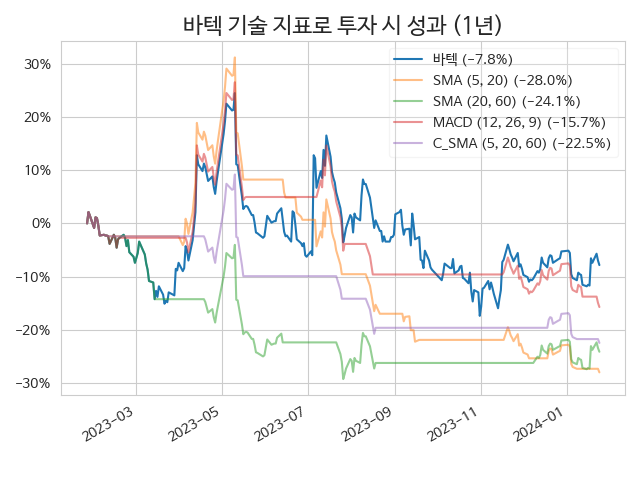 바텍 기술 지표로 투자 시 성과 (1년)
바텍 (−7.8%)
SMA (5, 20) (−28.0%)
SMA (20, 60) (−24.1%)
MACD (12, 26, 9) (−15.7%)
C_SMA (5, 20, 60) (−22.5%)
30%
20%
10%
0%
−10%
−20%
−30%
2023−03
2023−05
2023−07
2023−09
2023−11
2024−01